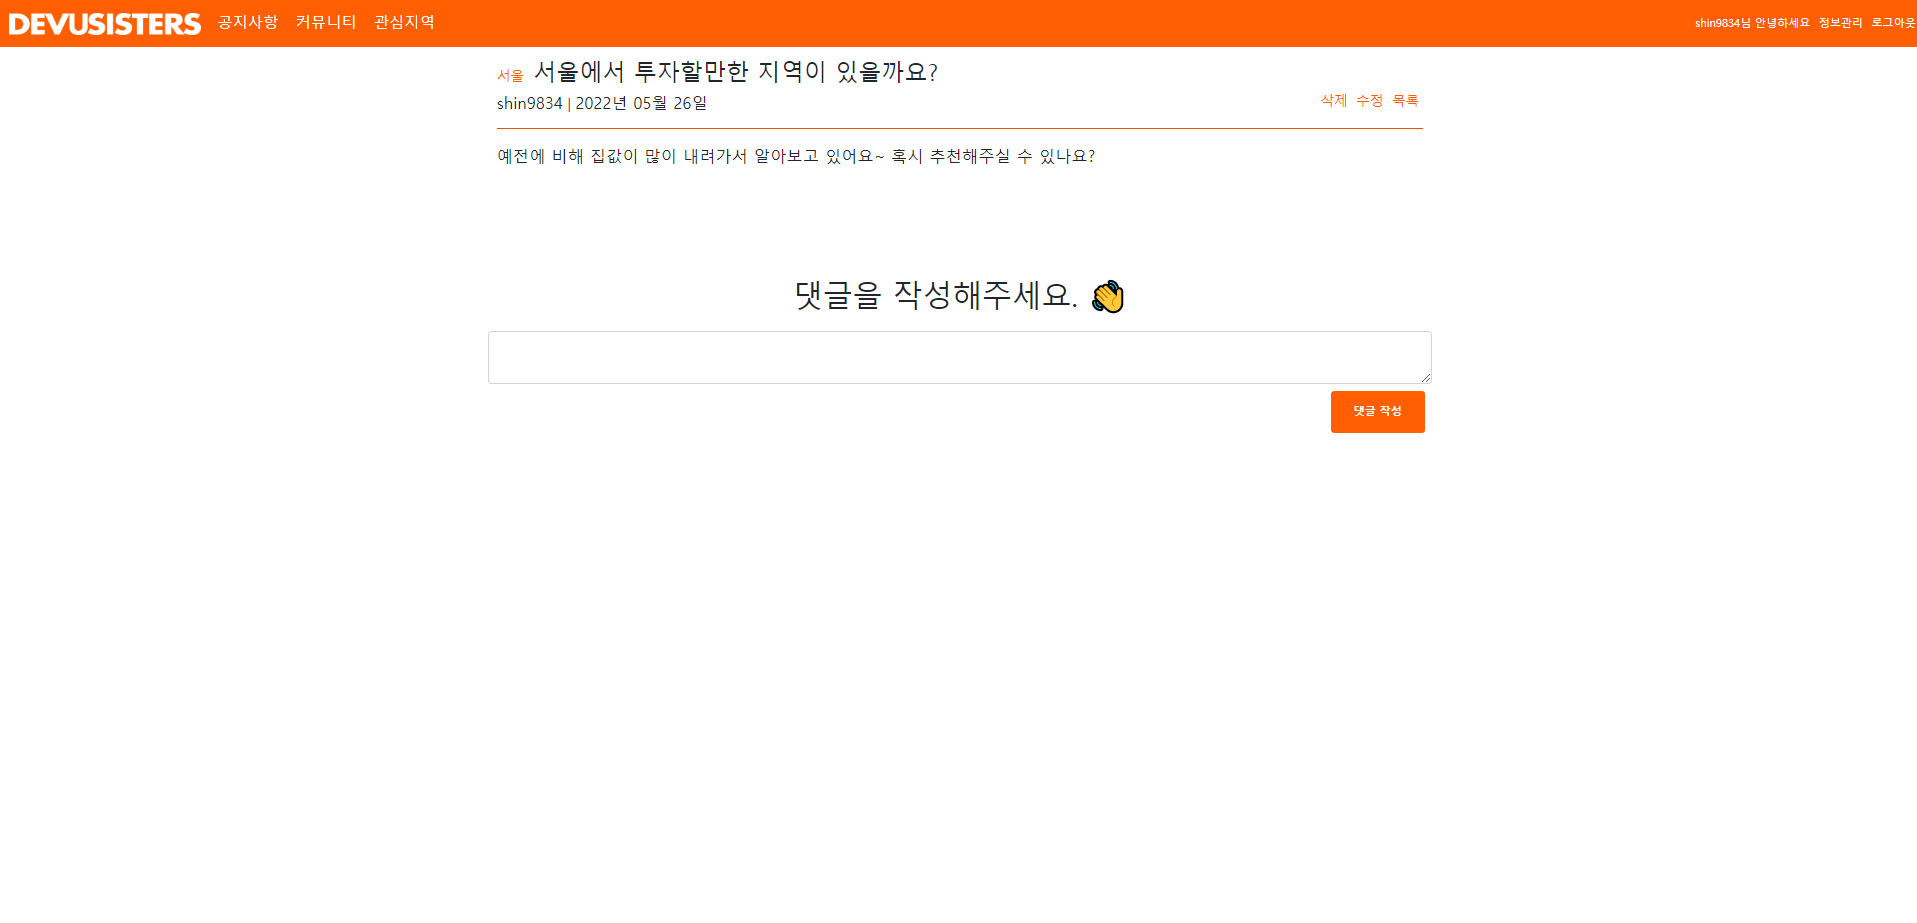 DEVUSISTERS 공지사항 커뮤니티 관심지역 shin9834님 안녕하세요 정보관리 로그아웃
서울 서울에서 투자할만한 지역이 있을까요?
shin9834 | 2022년 05월 26일 삭제 수정 목록
예전에 비해 집값이 많이 내려가서 알아보고 있어요~ 혹시 추천해주실 수 있나요?
댓글을 작성해주세요. 👋
댓글 작성